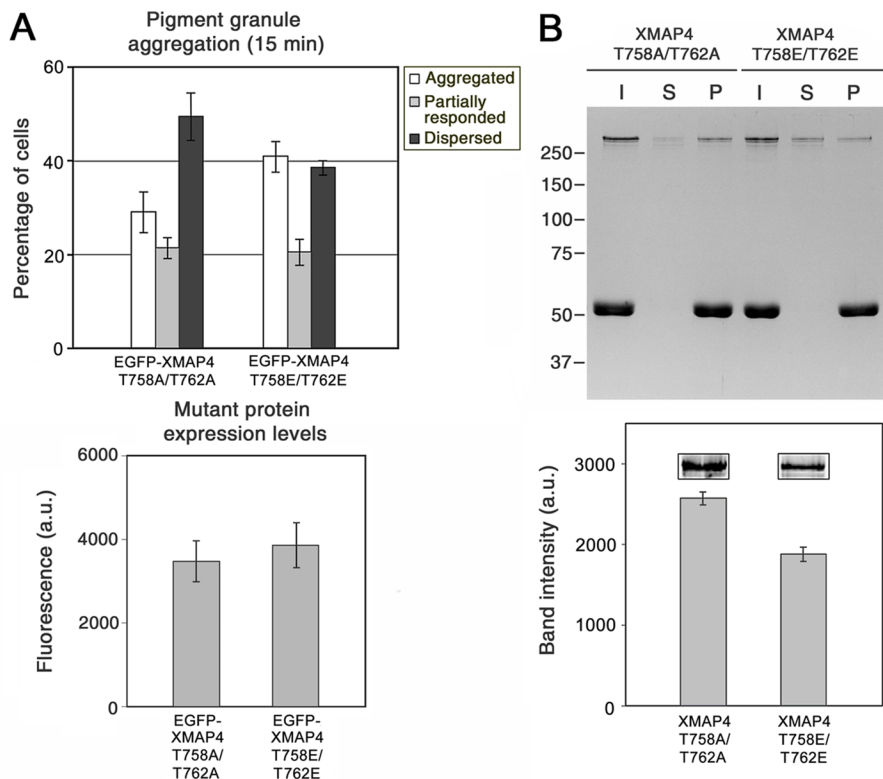 A
Pigment granule
aggregation (15 min)
Percentage of cells
60
40
20
0
Aggregated
Partially
responded
Dispersed
EGFP-XMAP4
T758A/T762A
EGFP-XMAP4
T758E/T762E
Mutant protein
expression levels
Fluorescence (a.u.)
6000
4000
2000
0
EGFP-
XMAP4
T758A/
T762A
EGFP-
XMAP4
T758E/
T762E
B
XMAP4
T758A/T762A
XMAP4
T758E/T762E
I S P I S P
250
150
100
75
50
37
Band intensity (a.u.)
3000
2000
1000
0
XMAP4
T758A/
T762A
XMAP4
T758E/
T762E